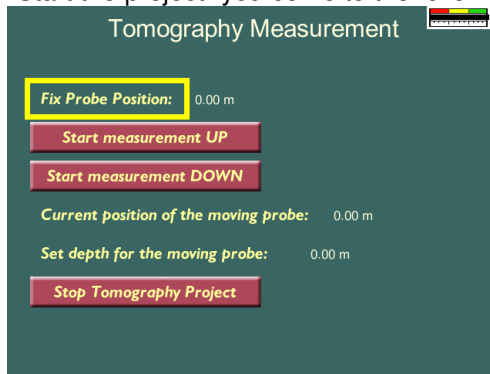 Tomography Measurement
Fix Probe Position: 0.00 m
Start measurement UP
Start measurement DOWN
Current position of the moving probe: 0.00 m
Set depth for the moving probe: 0.00 m
Stop Tomography Project